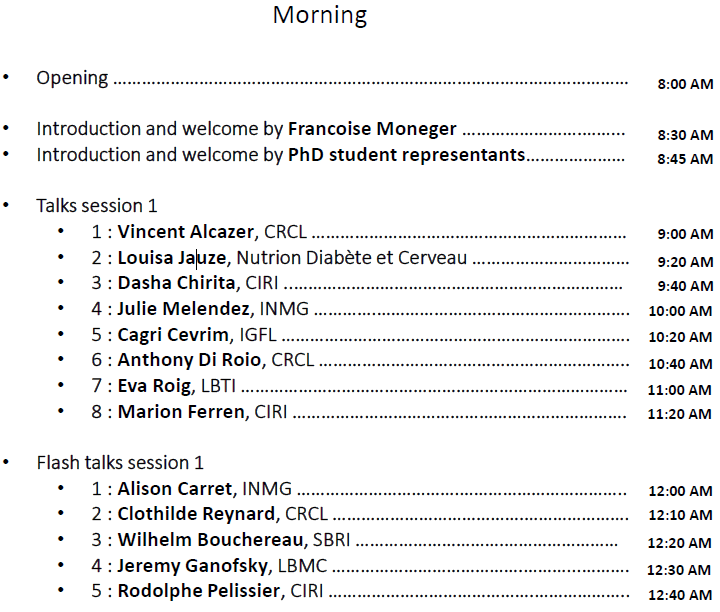 Morning
• Opening ……………………………………………………………………………… 8:00 AM
• Introduction and welcome by Francoise Moneger …………………………….. 8:30 AM
• Introduction and welcome by PhD student representants………………… 8:45 AM
• Talks session 1
• 1 : Vincent Alcazer, CRCL ………………………………………………………. 9:00 AM
• 2 : Louisa Jauze, Nutrion Diabète et Cerveau ……………………………. 9:20 AM
• 3 : Dasha Chirita, CIRI ……………………………………………………………… 9:40 AM
• 4 : Julie Melendez, INMG ………………………………………………………. 10:00 AM
• 5 : Cagri Cevrim, IGFL ……………………………………………………………. 10:20 AM
• 6 : Anthony Di Roio, CRCL ………………………………………………………. 10:40 AM
• 7 : Eva Roig, LBTI …………………………………………………………………… 11:00 AM
• 8 : Marion Ferren, CIRI …………………………………………………………. 11:20 AM
• Flash talks session 1
• 1 : Alison Carret, INMG ………………………………………………………….. 12:00 AM
• 2 : Clothilde Reynard, CRCL ……………………………………………………. 12:10 AM
• 3 : Wilhelm Bouchereau, SBRI ………………………………………………… 12:20 AM
• 4 : Jeremy Ganofsky, LBMC ……………………………………………………. 12:30 AM
• 5 : Rodolphe Pelissier, CIRI ……………………………………………………. 12:40 AM